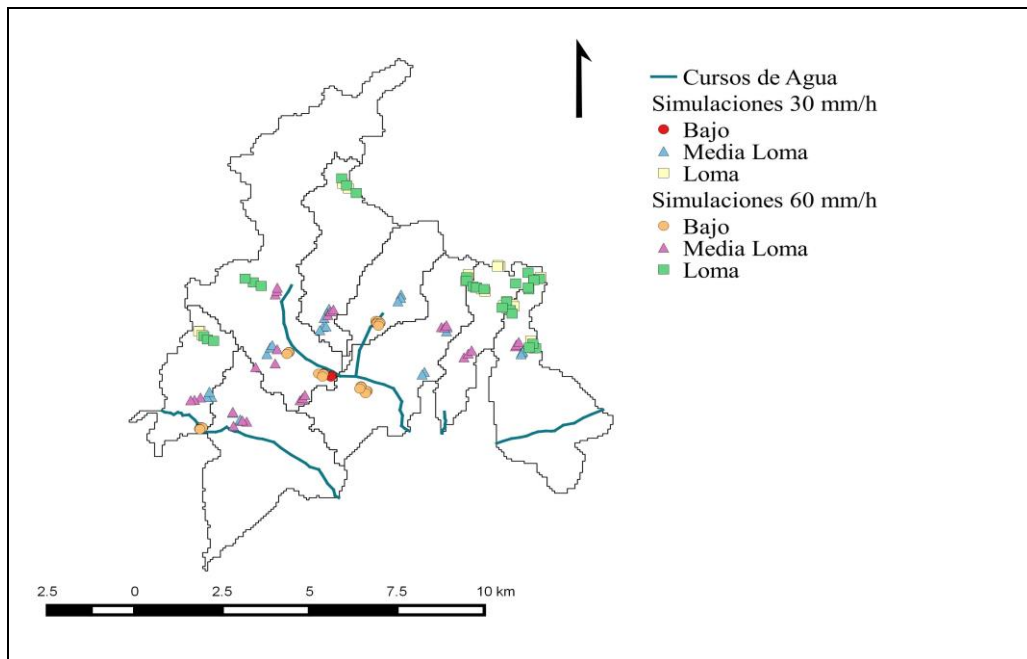 Cursos de Agua
Simulaciones 30 mm/h
Bajo
Media Loma
Loma
Simulaciones 60 mm/h
Bajo
Media Loma
Loma
2.5 0 2.5 5 7.5 10 km